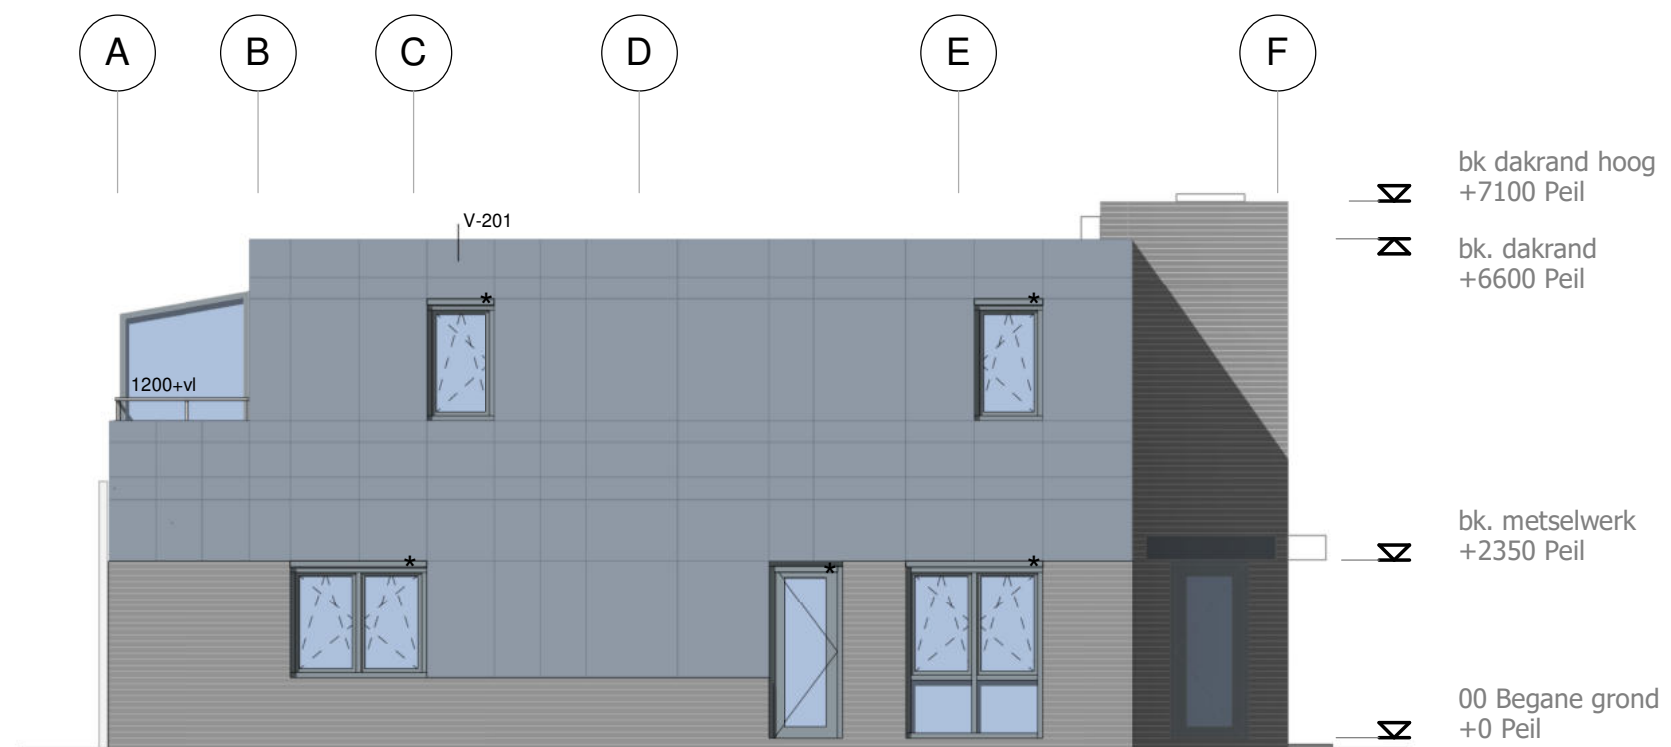 A B C D E F
bk dakrand hoog
+7100 Peil
V-201
bk. dakrand
+6600 Peil
*
*
1200+vl
bk. metselwerk
+2350 Peil
*
*
*
00 Begane grond
+0 Peil